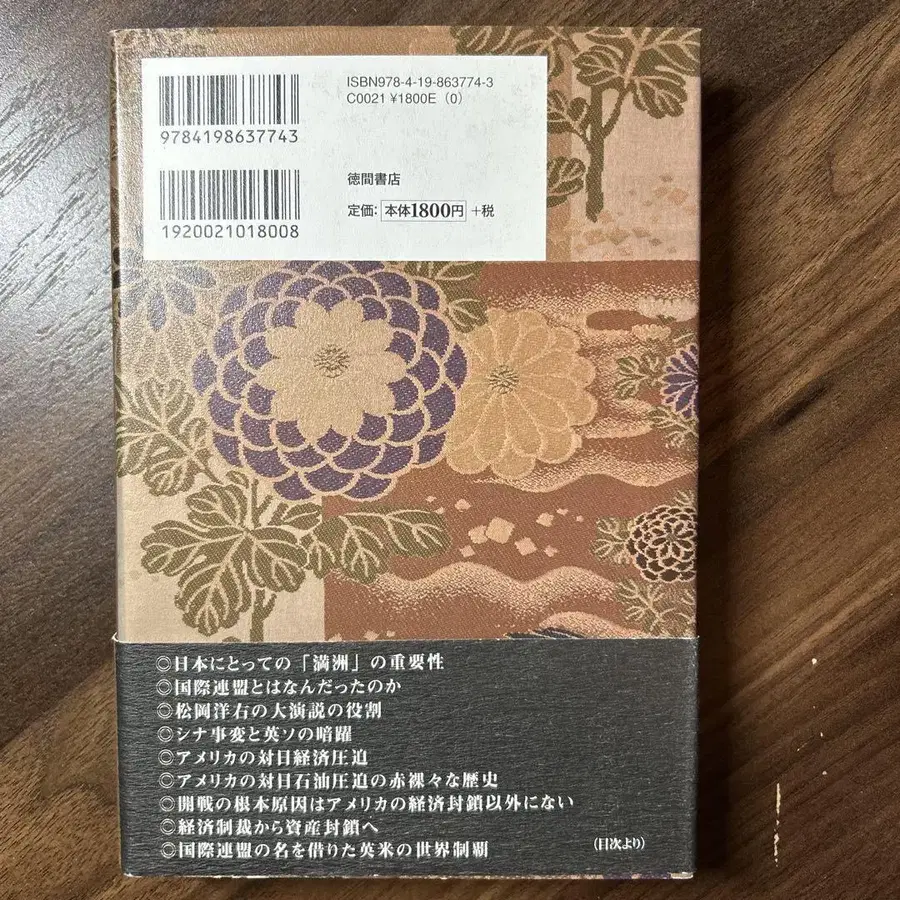 ISBN978-4-19-863774-3
C0021 ¥1800E (0)
9784198637743
徳間書店
定価: 本体1800円 +税
1920021018008
◎日本にとっての「満洲」の重要性
◎国際連盟とはなんだったのか
◎松岡洋右の大演説の役割
◎シナ事変と英ソの暗躍
◎アメリカの対日経済圧迫
◎アメリカの対日石油圧迫の赤裸々な歴史
◎開戦の根本原因はアメリカの経済封鎖以外にない
◎経済制裁から資産封鎖へ
◎国際連盟の名を借りた英米の世界制覇
(目次より)